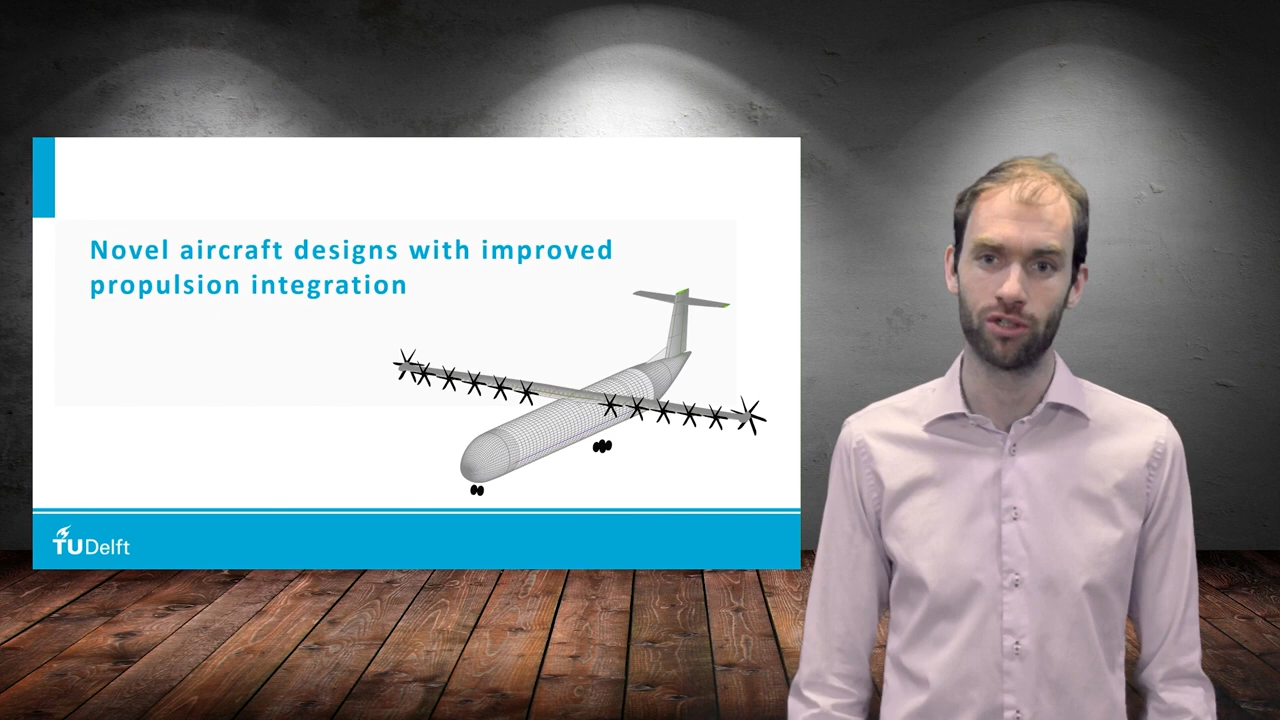 Novel aircraft designs with improved
propulsion integration
TUDelft